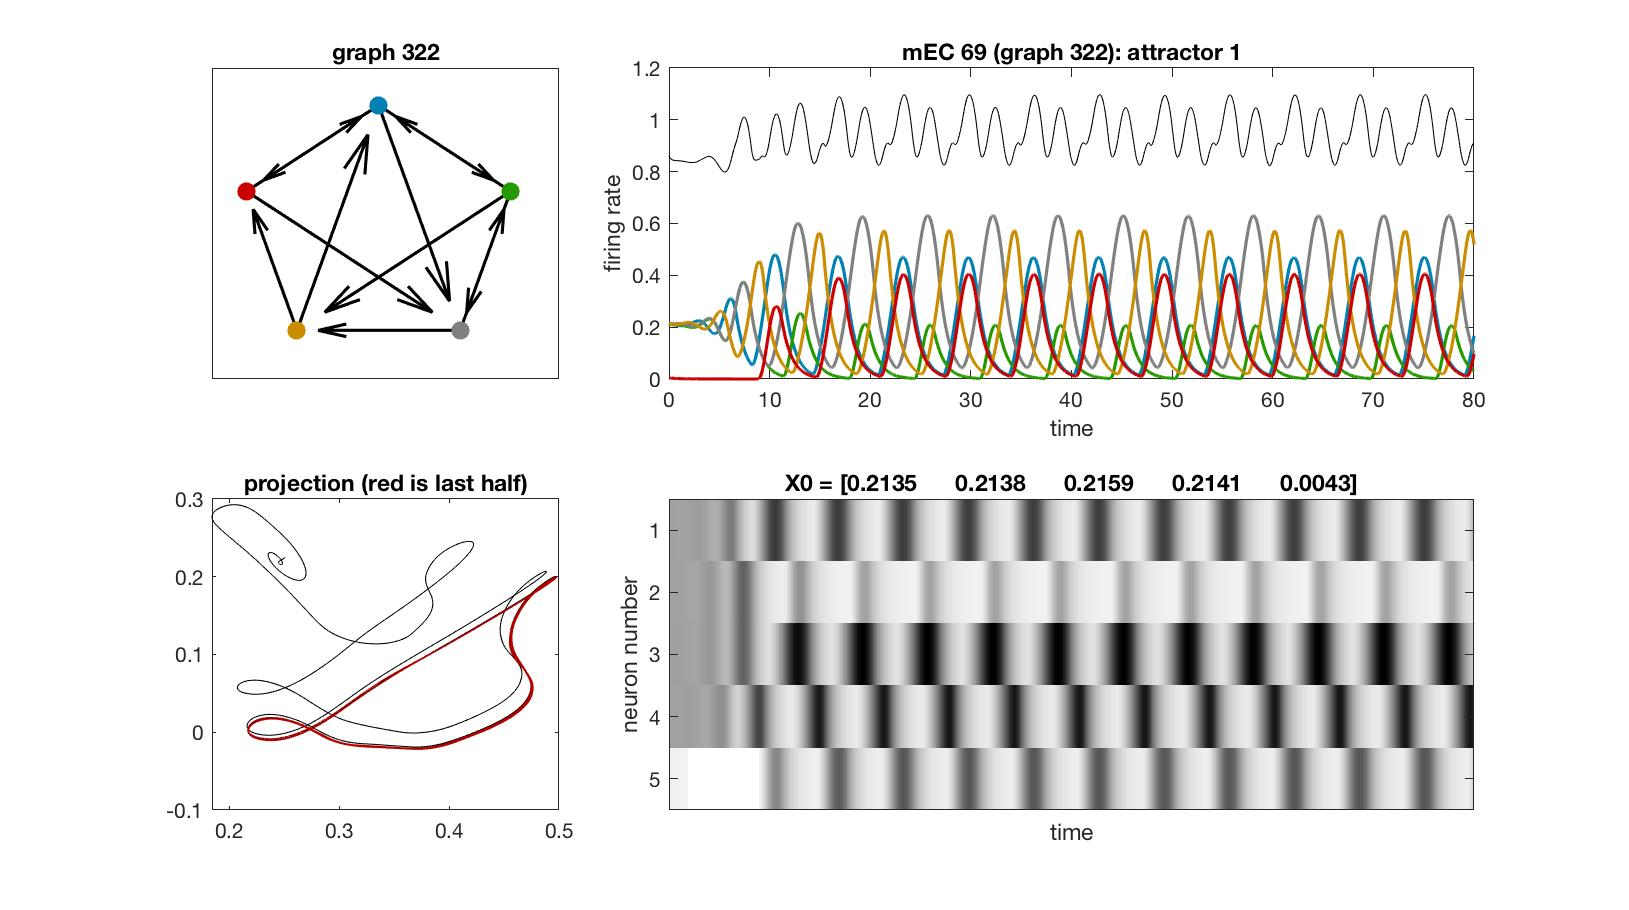 graph 322
mEC 69 (graph 322): attractor 1
firing rate
1.2
1
0.8
0.6
0.4
0.2
0
0 10 20 30 40 50 60 70 80
time
projection (red is last half)
0.3
0.2
0.1
0
-0.1
0.2 0.3 0.4 0.5
X0 = [0.2135 0.2138 0.2159 0.2141 0.0043]
neuron number
1
2
3
4
5
time